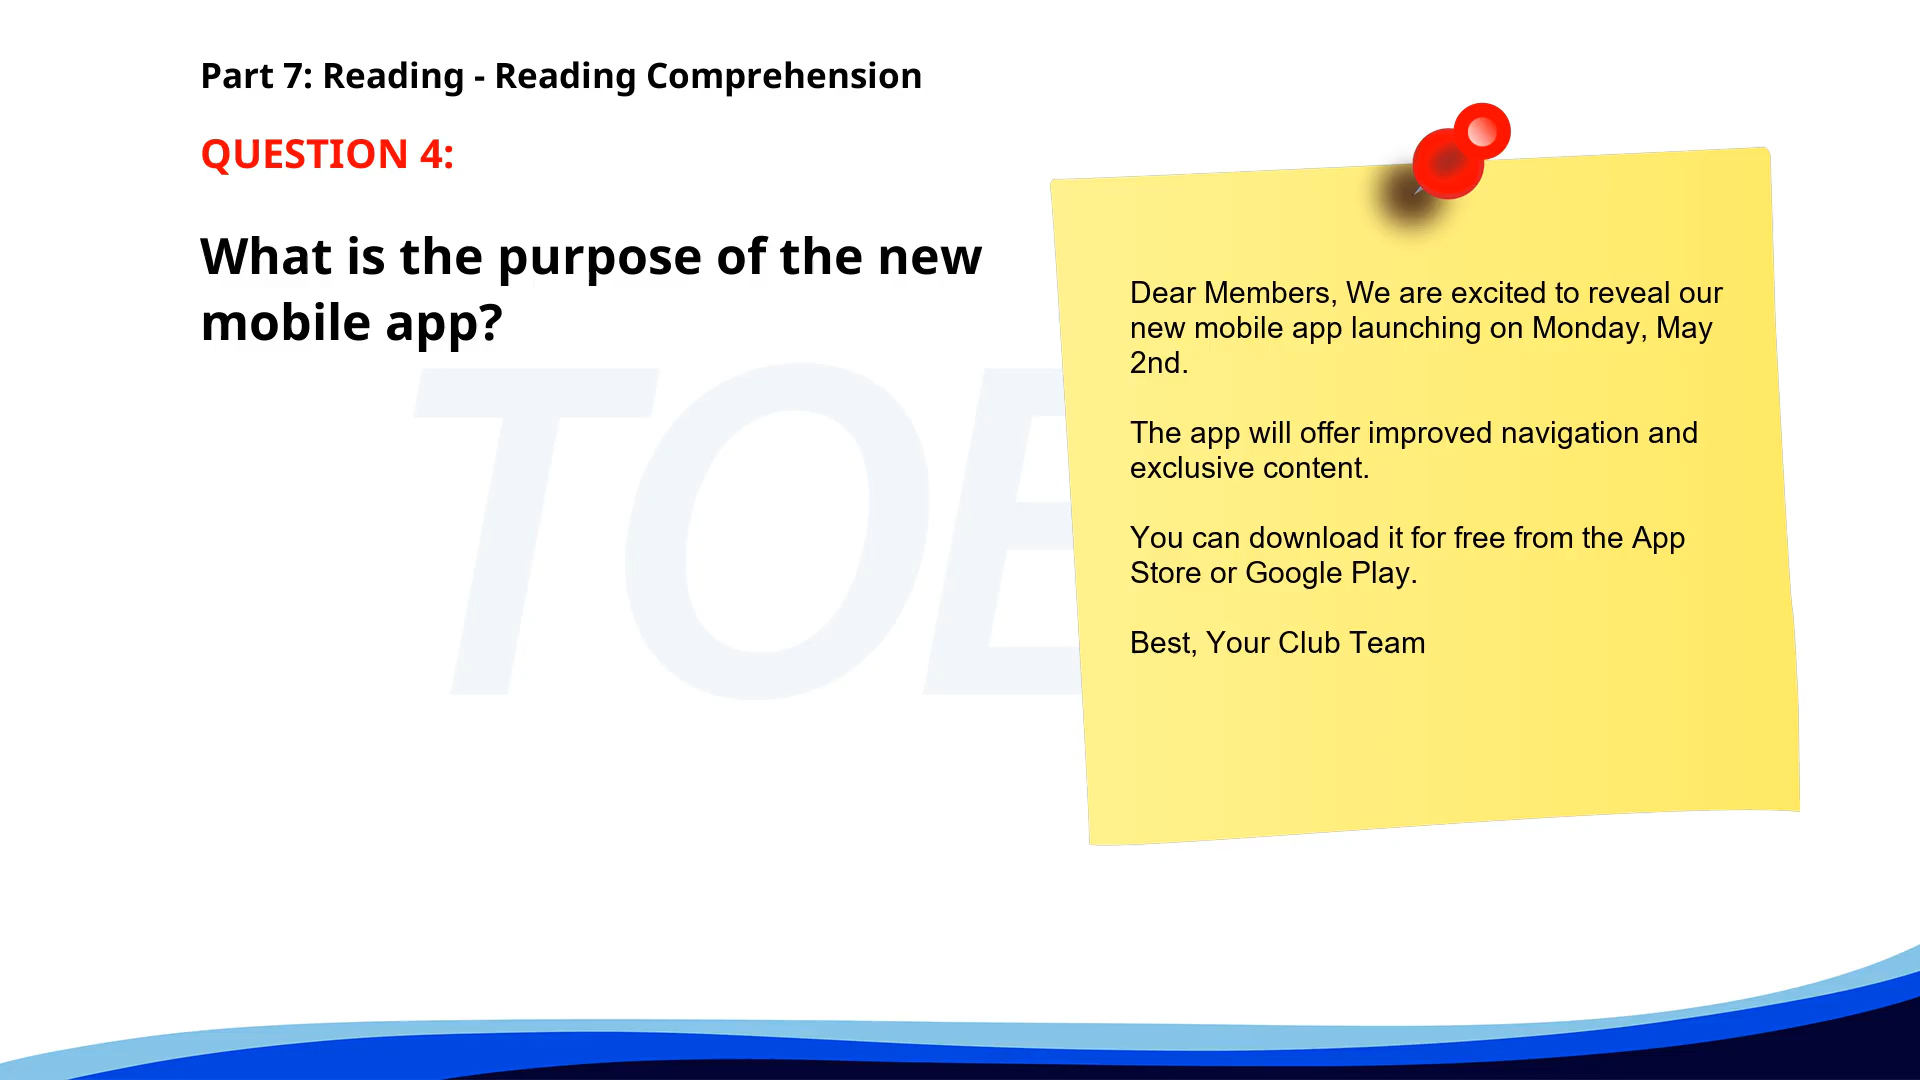 Part 7: Reading - Reading Comprehension
QUESTION 4:
What is the purpose of the new
mobile app?
TOE
Dear Members, We are excited to reveal our
new mobile app launching on Monday, May
2nd.
The app will offer improved navigation and
exclusive content.
You can download it for free from the App
Store or Google Play.
Best, Your Club Team